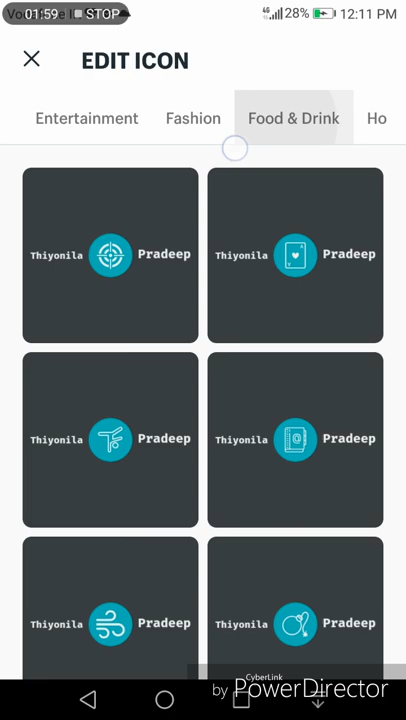 01:59 STOP
28% 12:11 PM
EDIT ICON
Entertainment Fashion Food & Drink Ho
Thiyonila Pradeep Thiyonila Pradeep
A
Thiyonila Pradeep Thiyonila Pradeep
@
Thiyonila Pradeep Thiyonila Pradeep
CyberLink
by PowerDirector